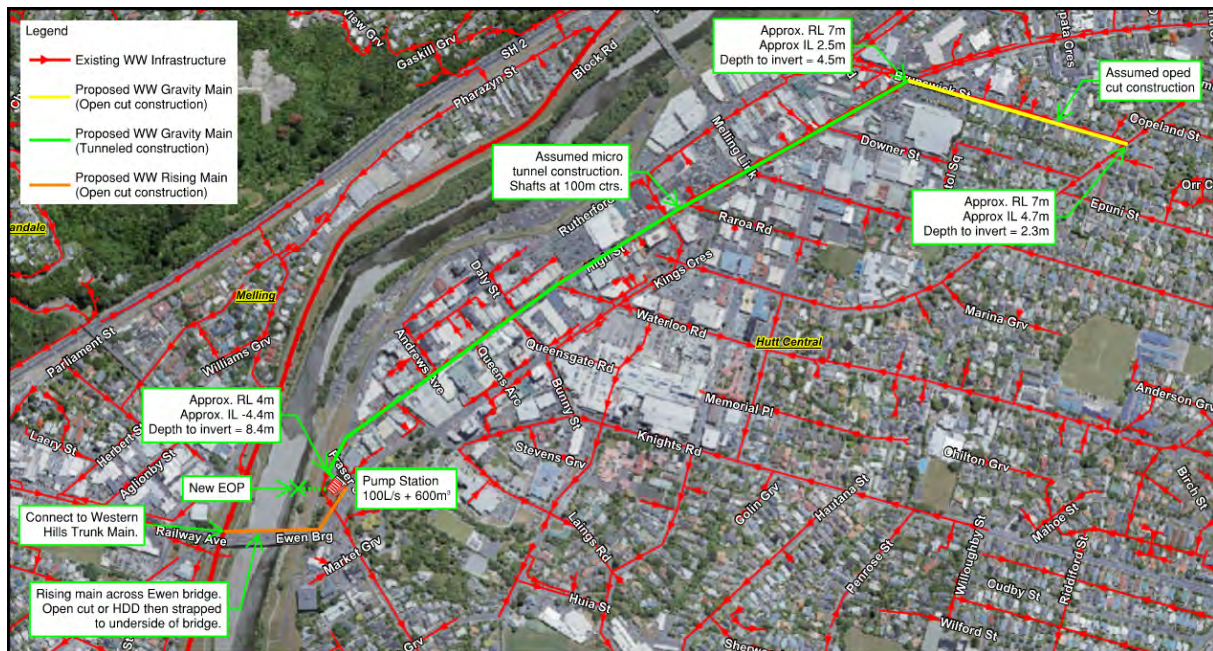 Legend
Existing WW Infrastructure
Proposed WW Gravity Main
(Open cut construction)
Proposed WW Gravity Main
(Tunneled construction)
Proposed WW Rising Main
(Open cut construction)
View Grv
Gaskill Grv
SH 2
Pharazyn St
Block Rd
Approx. RL 7m
Approx IL 2.5m
Depth to invert = 4.5m
Brunswick St
Assumed oped
cut construction
Copeland St
Melling Link
Downer St
Assumed micro
tunnel construction.
Shafts at 100m ctrs.
Orr C
Epuni St
Approx. RL 7m
Approx IL 4.7m
Depth to invert = 2.3m
Raroa Rd
Rutherford
High St
Kings Cres
andale
Melling
Daly St
Waterloo Rd
Marina Grv
Hutt Central
Parliament St
Williams Grv
Andrews Ave
Queens Arc
Queensgate Rd
Bunny St
Memorial Pl
Anderson Grv
Approx. RL 4m
Approx. IL -4.4m
Depth to invert = 8.4m
Laery St
Herbert St
Aglionby St
Knights Rd
Stevens Grv
Chilton Grv
Birch St
New EOP
Pump Station
100L/s + 600m³
Colin Grv
Hautana St
Mahoe St
Connect to Western
Hills Trunk Main.
Railway Ave
Ewen Brg
Market Grv
Laings Rd
Penrose St
Willoughby St
Riddiford St
Oudby St
Rising main across Ewen bridge.
Open cut or HDD then strapped
to underside of bridge.
Huia St
Wilford St